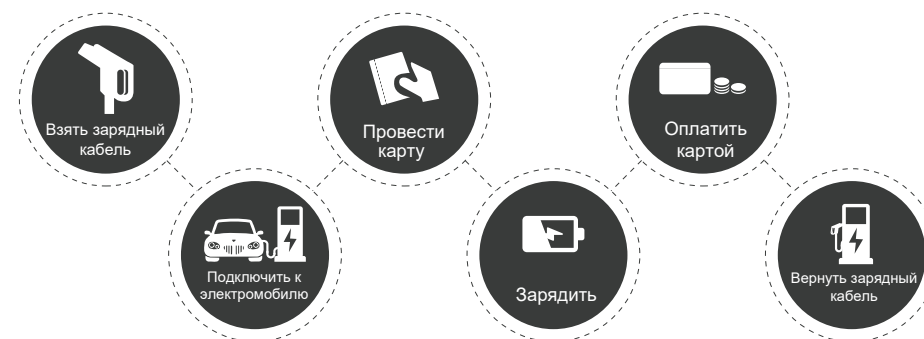 Взять зарядный
кабель
Подключить к
электромобилю
Провести
карту
Зарядить
Оплатить
картой
Вернуть зарядный
кабель